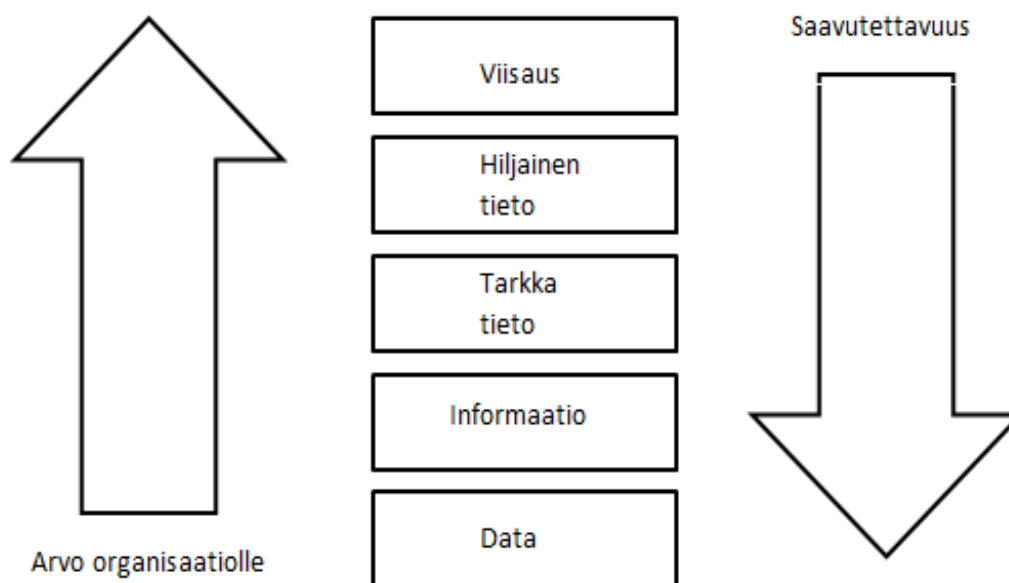 Saavutettavuus
Viisaus
Hiljainen
tieto
Tarkka
tieto
Informaatio
Data
Arvo organisaatiolle